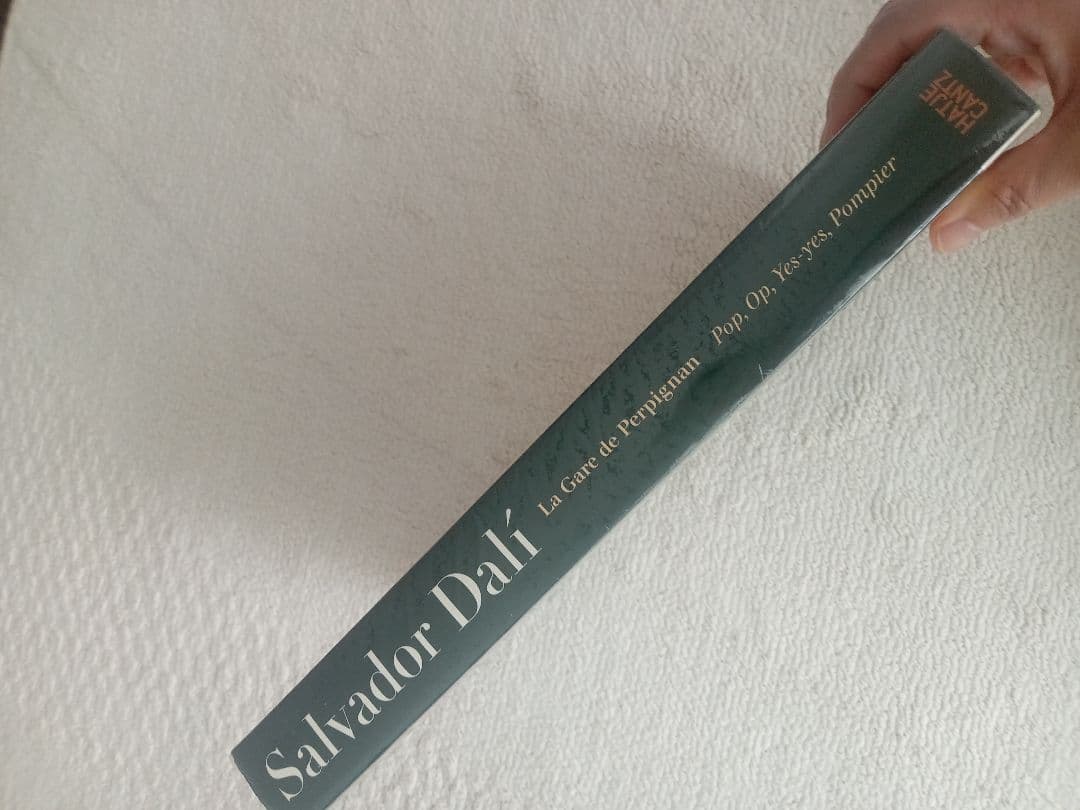 Salvador Dalí
La Gare de Perpignan Pop, Op, Yes-yes, Pompier
HATJE
CANTZ